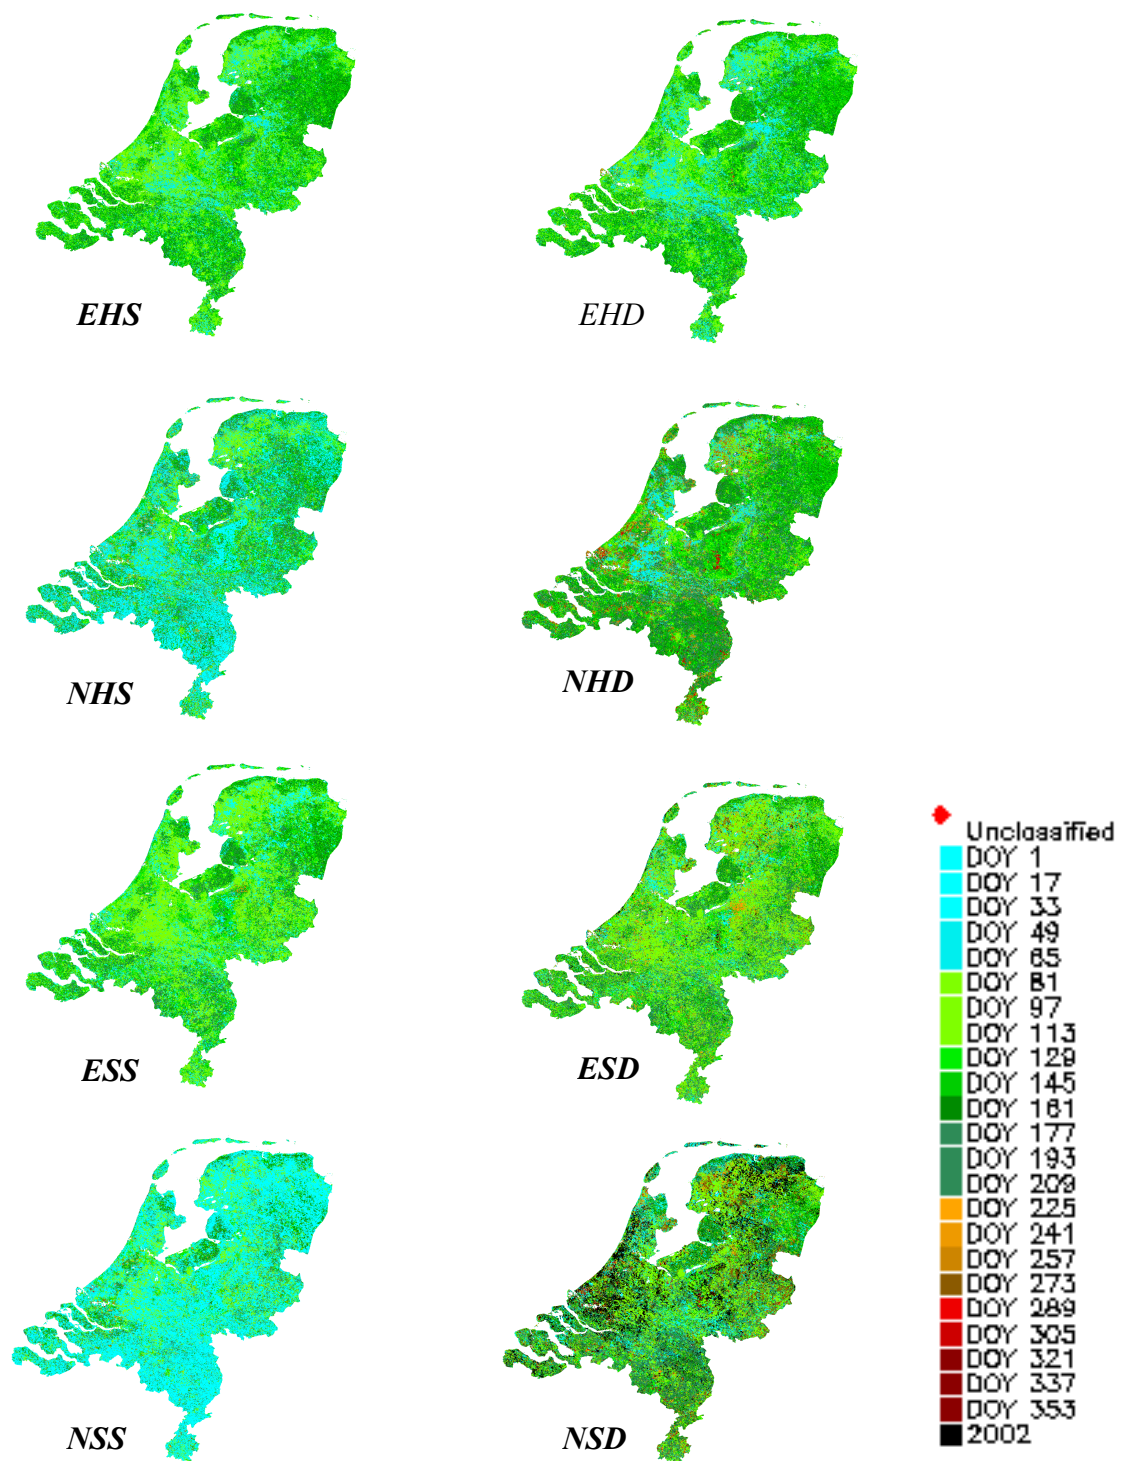 EHS
EHD
NHS
NHD
ESS
ESD
NSS
NSD
Unclassified
DOY 1
DOY 17
DOY 33
DOY 49
DOY 65
DOY 81
DOY 97
DOY 113
DOY 129
DOY 145
DOY 161
DOY 177
DOY 193
DOY 209
DOY 225
DOY 241
DOY 257
DOY 273
DOY 289
DOY 305
DOY 321
DOY 337
DOY 353
2002